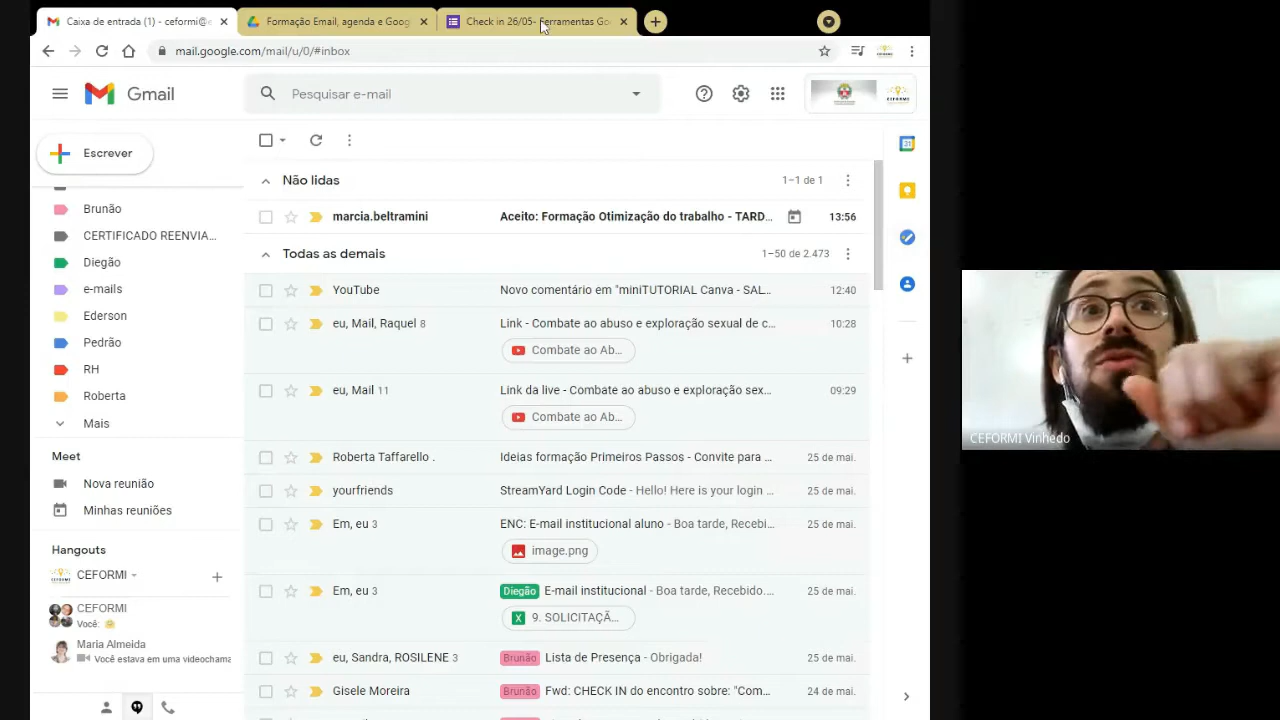 Caixa de entrada (1) - ceformi@e
Formação Email, agenda e Goog
Check in 26/05- Ferramentas Go
mail.google.com/mail/u/0/#inbox
Gmail
Pesquisar e-mail
CEFORMI
Escrever
Não lidas
1–1 de 1
Brunão
marcia.beltramini
Aceito: Formação Otimização do trabalho - TARD...
13:56
CERTIFICADO REENVIA...
Todas as demais
1–50 de 2.473
Diegão
e-mails
YouTube
Novo comentário em "miniTUTORIAL Canva - SAL...
12:40
Ederson
eu, Mail, Raquel 8
Link - Combate ao abuso e exploração sexual de c...
10:28
Pedrão
Combate ao Ab...
RH
eu, Mail 11
Link da live - Combate ao abuso e exploração sex...
09:29
Roberta
Combate ao Ab...
Mais
Meet
Roberta Taffarello .
Ideias formação Primeiros Passos - Convite para ...
25 de mai.
Nova reunião
yourfriends
StreamYard Login Code - Hello! Here is your login ...
25 de mai.
Minhas reuniões
Em, eu 3
ENC: E-mail institucional aluno - Boa tarde, Recebi...
25 de mai.
Hangouts
image.png
CEFORMI
Em, eu 3
Diegão
E-mail institucional - Boa tarde, Recebido....
25 de mai.
CEFORMI
Você:
9. SOLICITAÇÃ...
Maria Almeida
Você estava em uma videochama
eu, Sandra, ROSILENE 3
Brunão
Lista de Presença - Obrigada!
25 de mai.
Gisele Moreira
Brunão
Fwd: CHECK IN do encontro sobre: "Com...
24 de mai.
CEFORMI Vinhedo